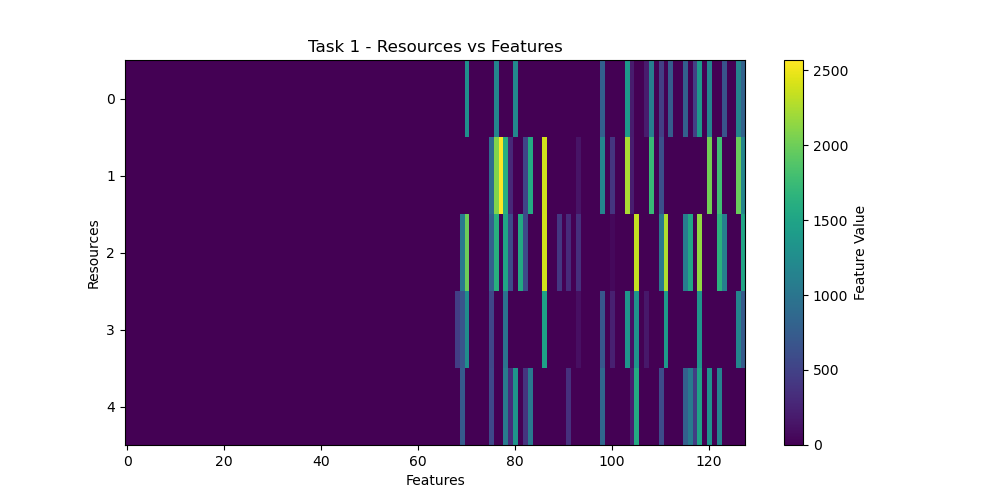 Task 1 - Resources vs Features
Resources
0
1
2
3
4
0 20 40 60 80 100 120
Features
2500
2000
1500
1000
500
0
Feature Value